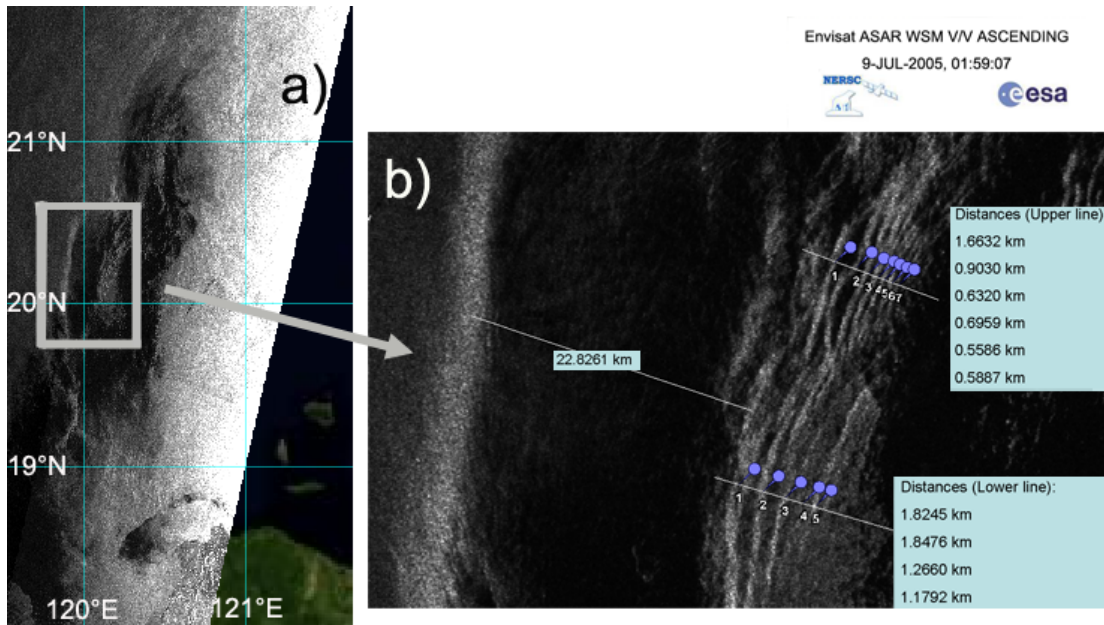 Envisat ASAR WSM V/V ASCENDING
9-JUL-2005, 01:59:07
NERSC
esa
a)
21°N
20°N
19°N
120°E
121°E
b)
22.8261 km
1
2
3
4
5
6
7
Distances (Upper line)
1.6632 km
0.9030 km
0.6320 km
0.6959 km
0.5586 km
0.5887 km
1
2
3
4
5
Distances (Lower line):
1.8245 km
1.8476 km
1.2660 km
1.1792 km